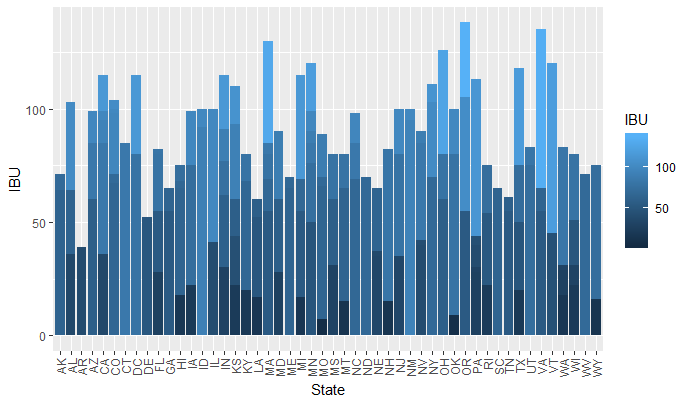 IBU
100
50
0
AK AL AR AZ CA CO CT DC DE FL GA HI IA ID IL IN KS KY LA MA MD ME MI MN MO MS MT NC ND NE NH NJ NM NV NY OH OK OR PA RI SC TN TX UT VA VT WA WI WV WY
State
IBU
100
50